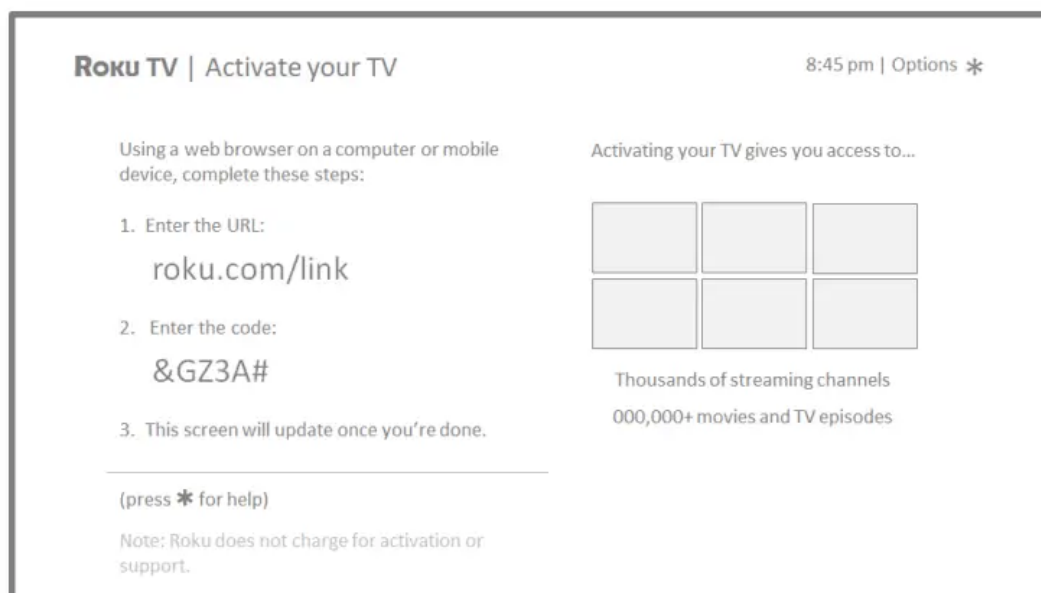 Roku TV | Activate your TV
8:45 pm | Options ✱
Using a web browser on a computer or mobile
device, complete these steps:
1. Enter the URL:
roku.com/link
2. Enter the code:
&GZ3A#
3. This screen will update once you're done.
(press ✱ for help)
Note: Roku does not charge for activation or
support.
Activating your TV gives you access to...
Thousands of streaming channels
000,000+ movies and TV episodes